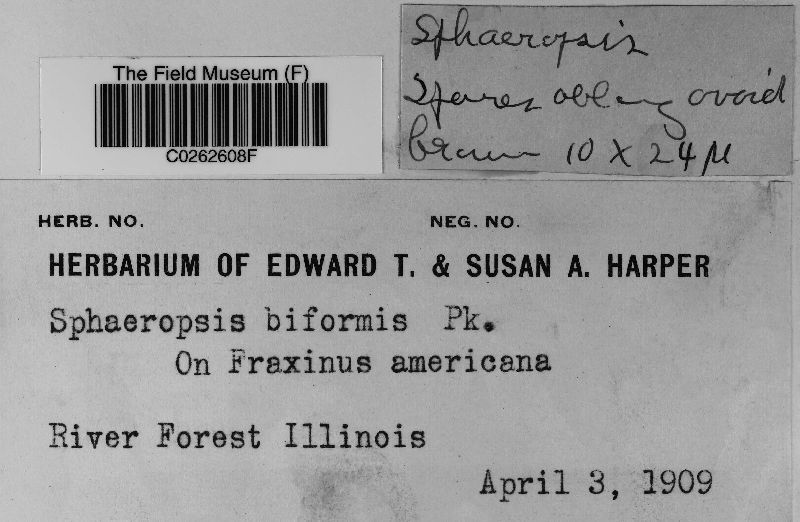 The Field Museum (F)
C0262608F
Sphaeropsis
Spores oblong ovoid
brown 10 X 24 µ
HERB. NO. NEG. NO.
HERBARIUM OF EDWARD T. & SUSAN A. HARPER
Sphaeropsis biformis Pk.
On Fraxinus americana
River Forest Illinois
April 3, 1909